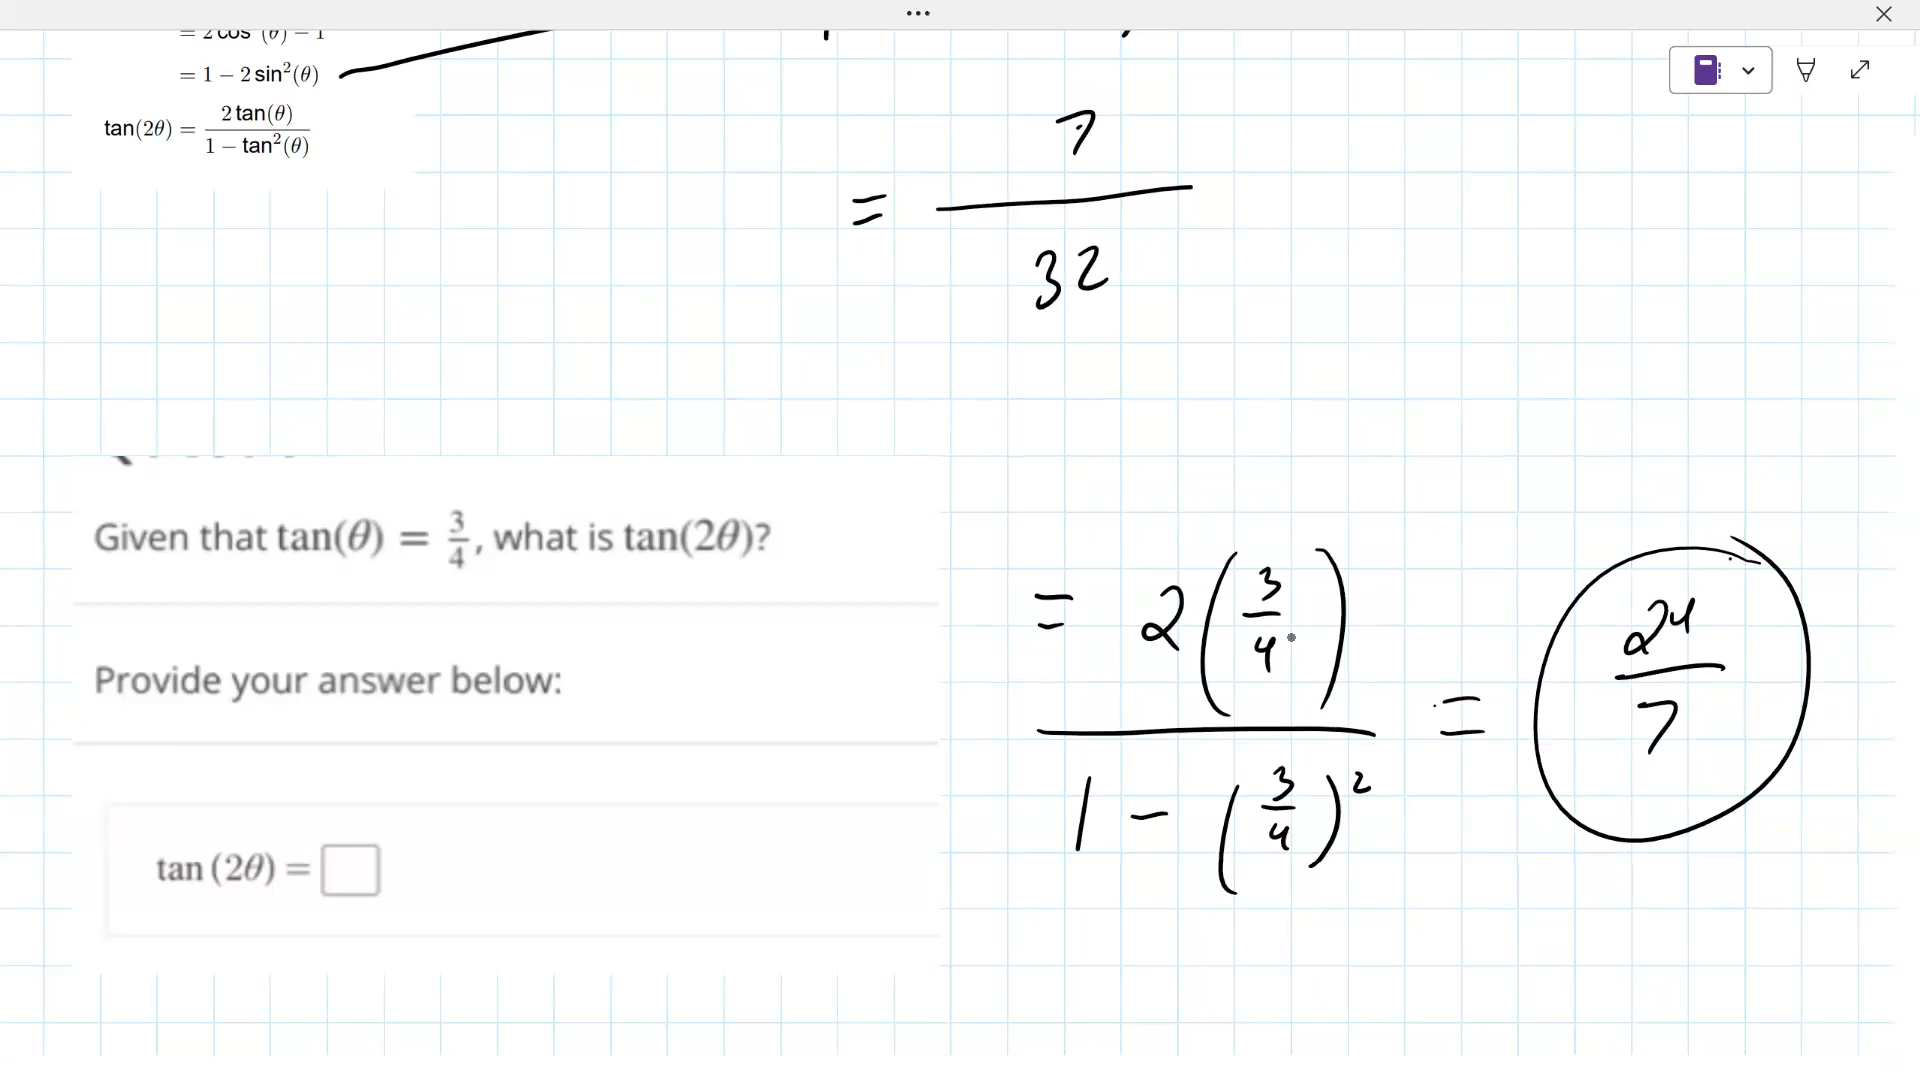 = 1 − 2 sin²(θ)
tan(2θ) = 2 tan(θ) / 1 − tan²(θ)
= 7 / 32
Given that tan(θ) = 3/4, what is tan(2θ)?
Provide your answer below:
tan (2θ) =
= 2(3/4) / 1 − (3/4)² = 24/7